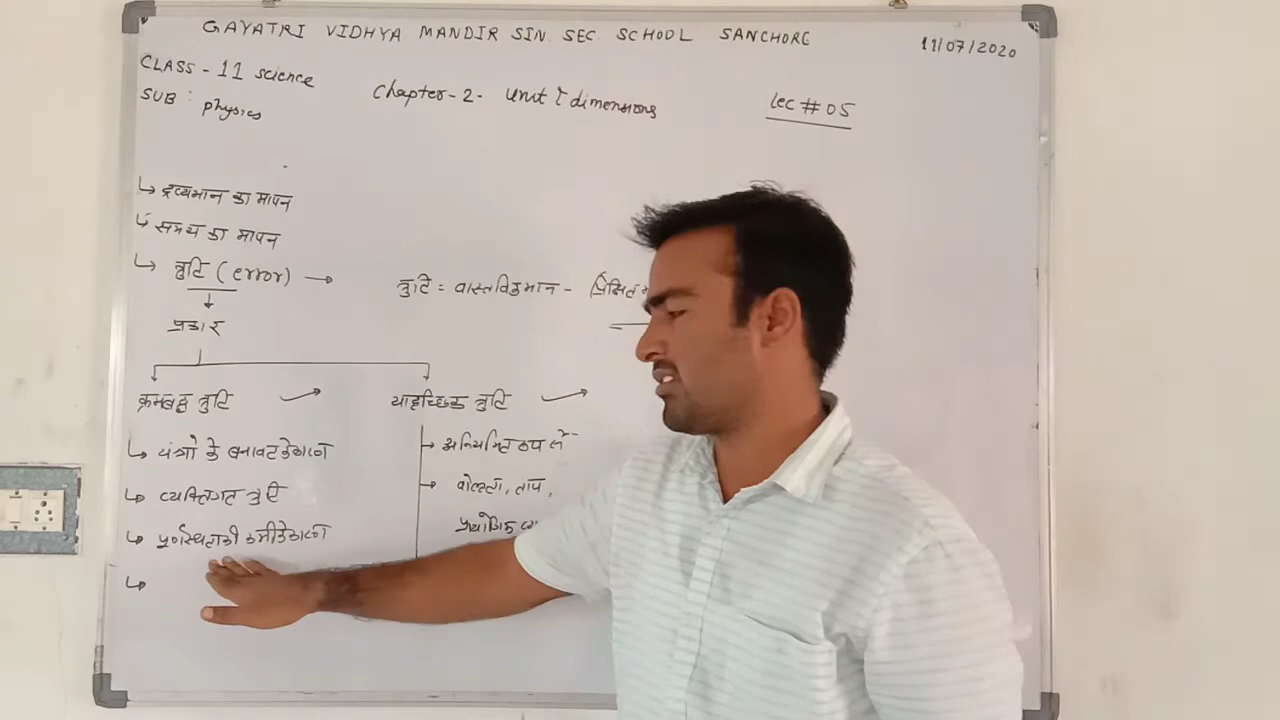 GAYATRI VIDHYA MANDIR SIN. SEC. SCHOOL SANCHORE
11/07/2020
CLASS - 11 science
SUB : physics
Chapter-2- Unit & dimensions
Lec # 05
द्रव्यमान का मापन
समय का मापन
त्रुटि (error) →
त्रुटि = वास्तविकमान - प्रेक्षित
प्रकार
क्रमबद्ध त्रुटि
यादृच्छिक त्रुटि
यंत्रो के बनावट के कारण
अनियमित रूप से
व्यक्तिगत त्रुटि
वोल्टता, ताप,
की कमी के कारण
प्रायोगिक